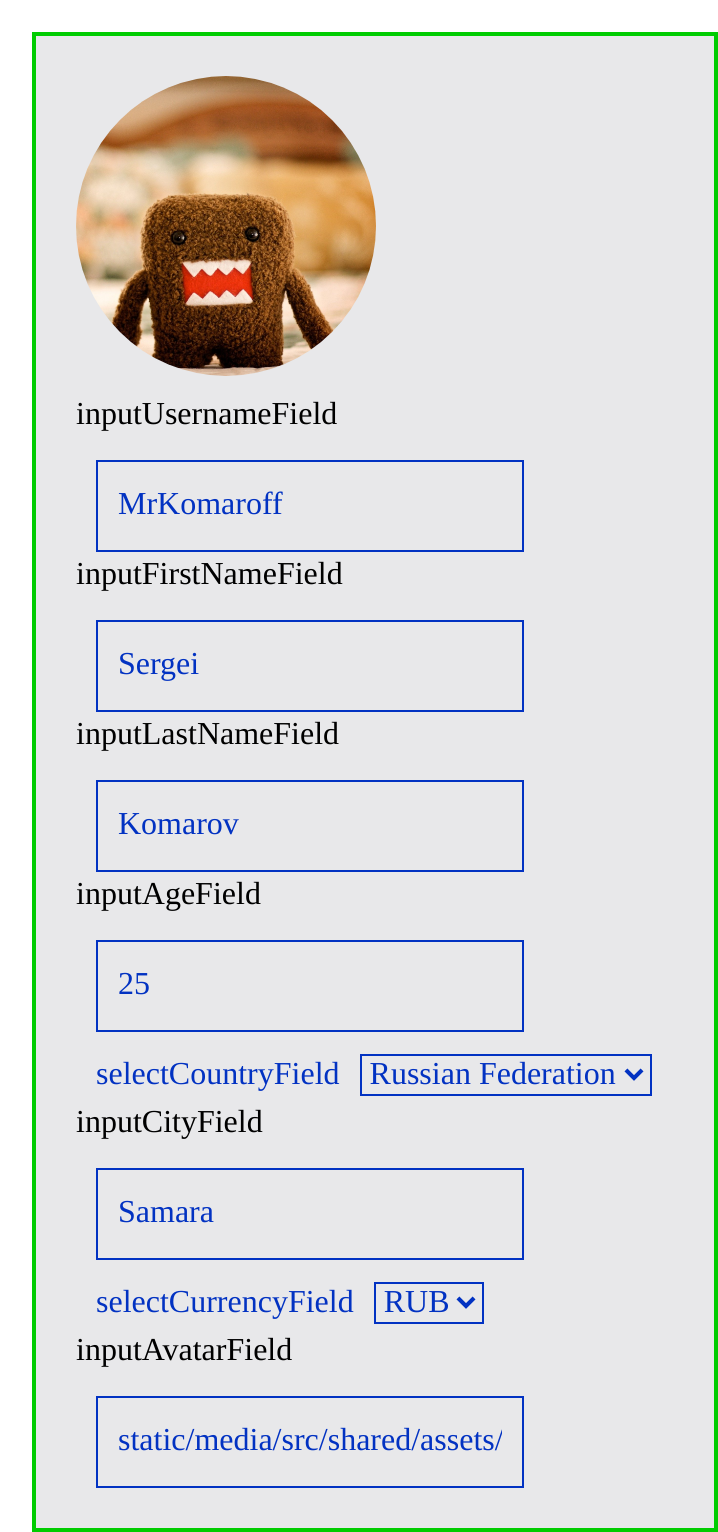 inputUsernameField
MrKomaroff
inputFirstNameField
Sergei
inputLastNameField
Komarov
inputAgeField
25
selectCountryField Russian Federation
inputCityField
Samara
selectCurrencyField RUB
inputAvatarField
static/media/src/shared/assets/